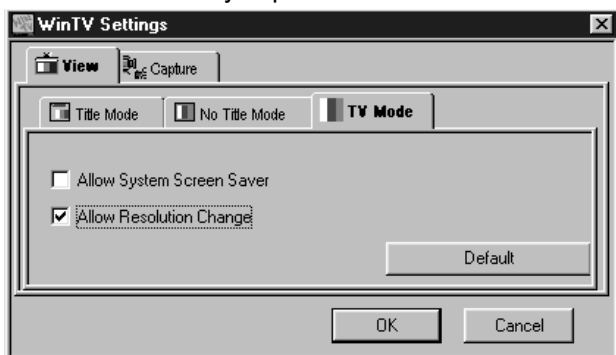 WinTV Settings
View Capture
Title Mode No Title Mode TV Mode
Allow System Screen Saver
Allow Resolution Change
Default
OK Cancel